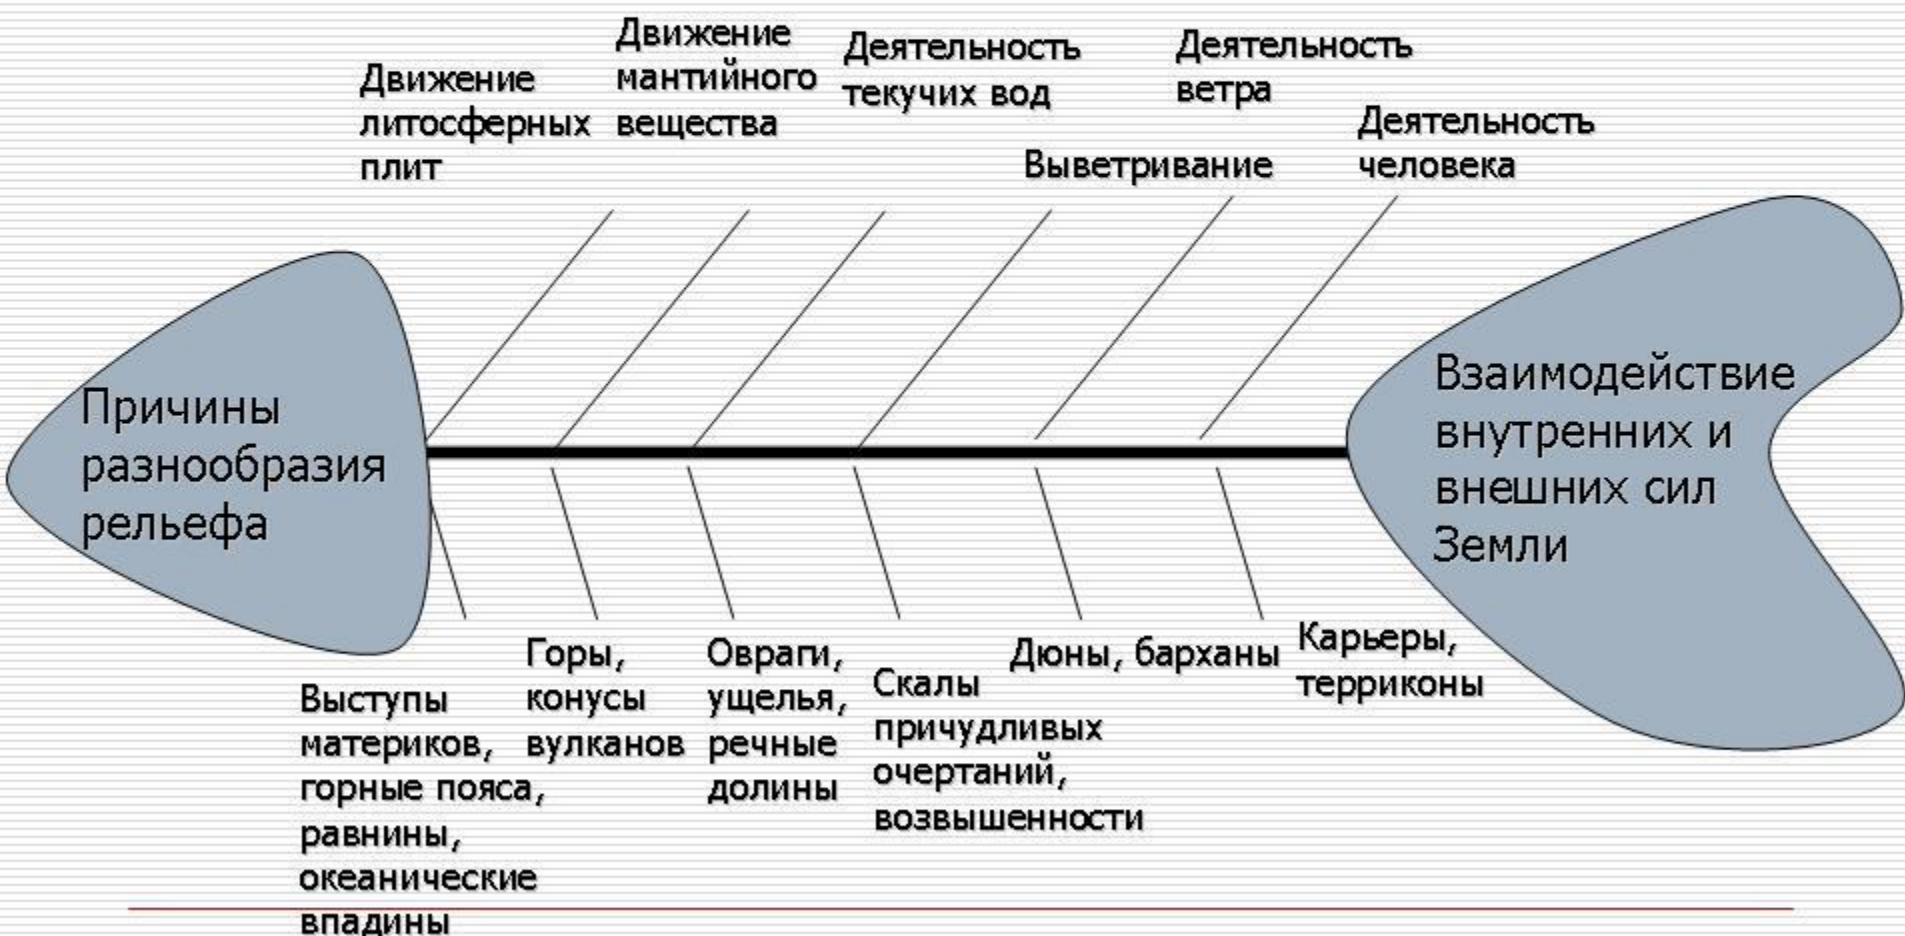 Движение
литосферных
плит
Движение
мантийного
вещества
Деятельность
текучих вод
Выветривание
Деятельность
ветра
Деятельность
человека
Причины
разнообразия
рельефа
Взаимодействие
внутренних и
внешних сил
Земли
Выступы
материков,
горные пояса,
равнины,
океанические
впадины
Горы,
конусы
вулканов
Овраги,
ущелья,
речные
долины
Скалы
причудливых
очертаний,
возвышенности
Дюны, барханы
Карьеры,
терриконы